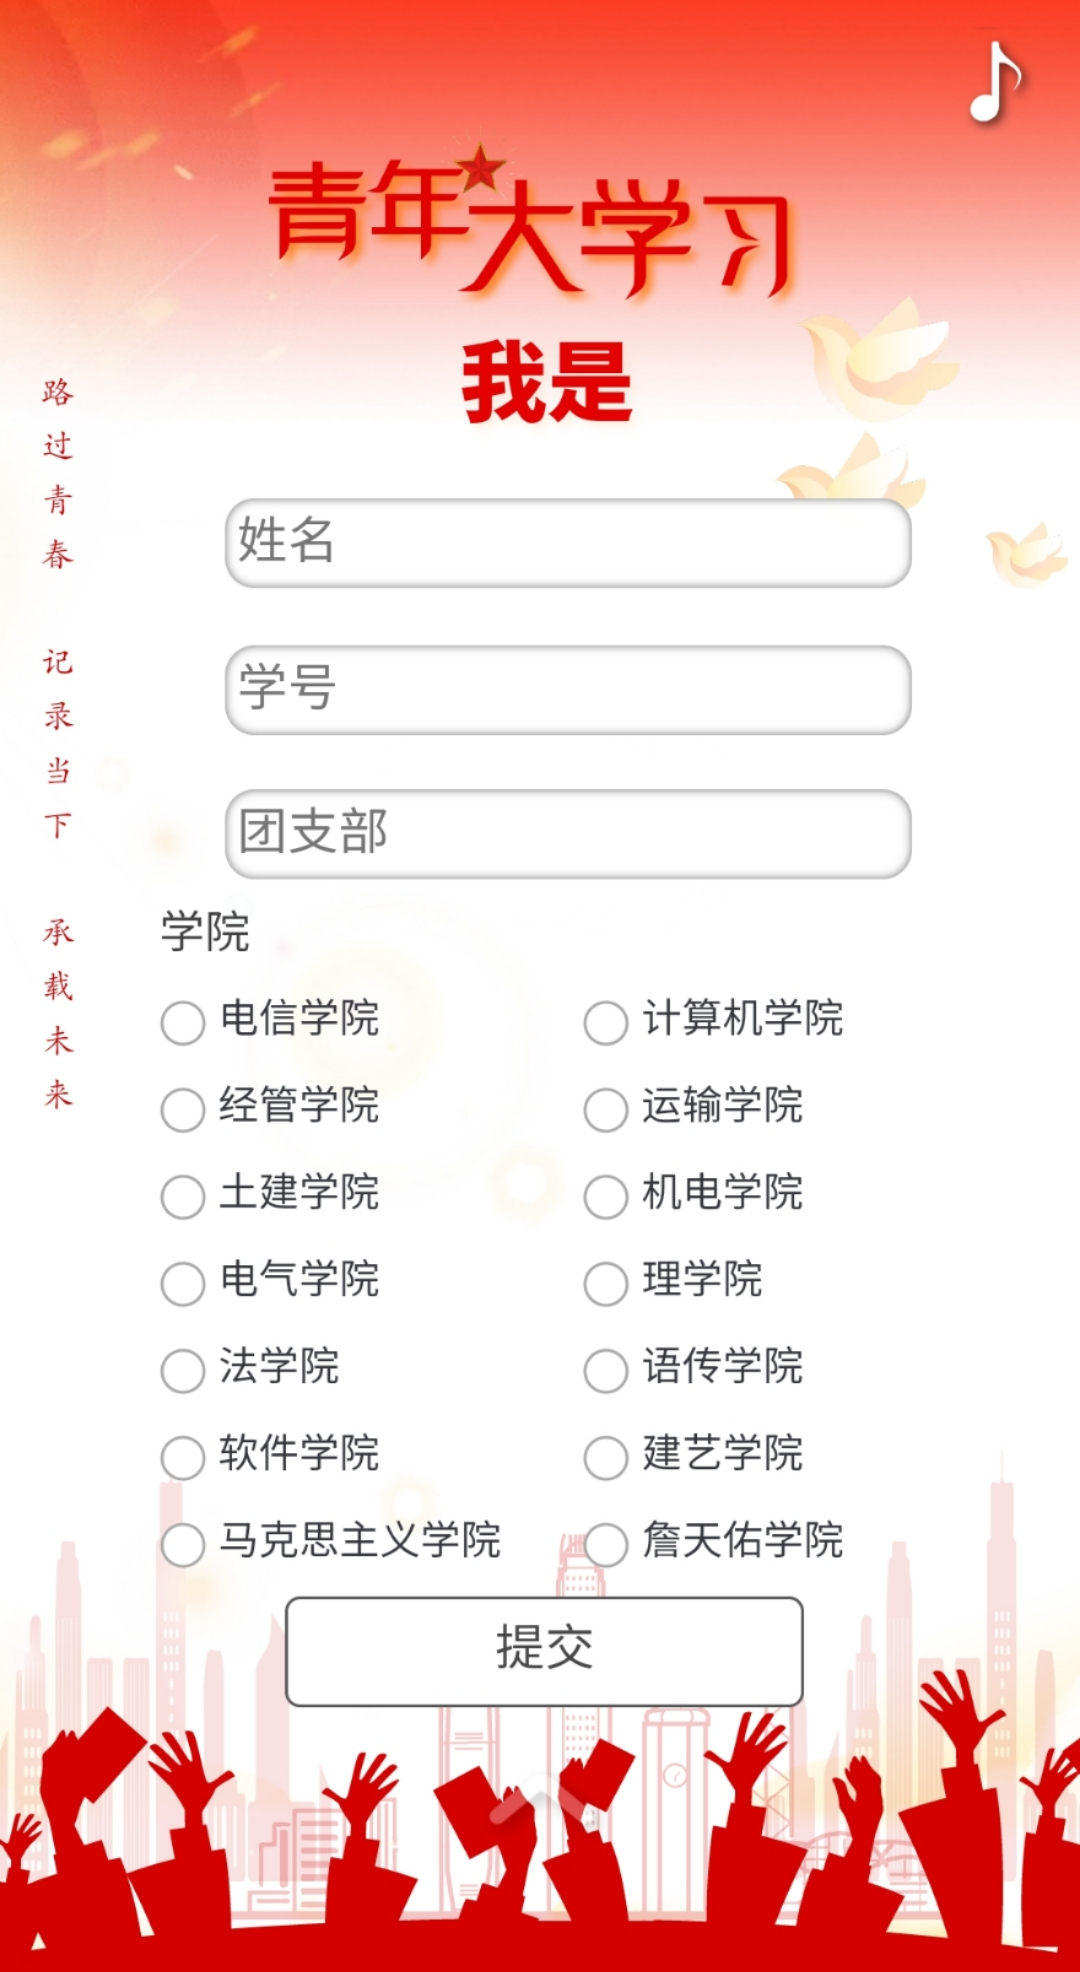 青年大学习
我是
路过青春
记录当下
承载未来
姓名
学号
团支部
学院
电信学院
计算机学院
经管学院
运输学院
土建学院
机电学院
电气学院
理学院
法学院
语传学院
软件学院
建艺学院
马克思主义学院
詹天佑学院
提交